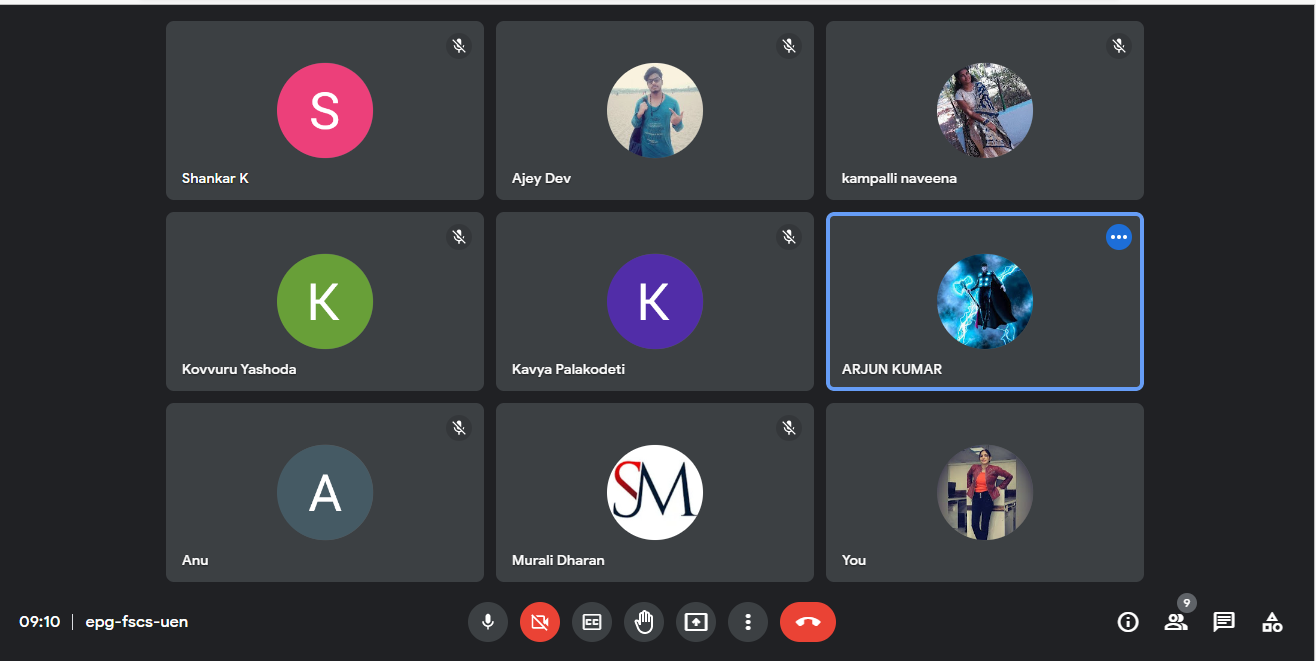 S
Shankar K
Ajey Dev
kampalli naveena
K
Kovvuru Yashoda
K
Kavya Palakodeti
ARJUN KUMAR
A
Anu
SM
Murali Dharan
You
09:10 | epg-fscs-uen
CC
9